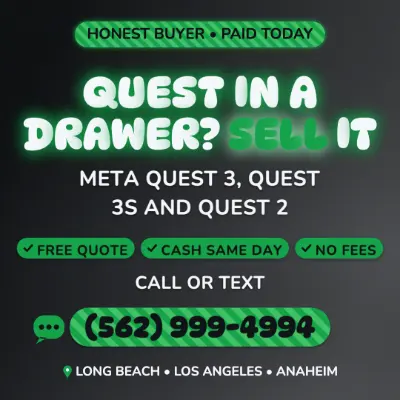 HONEST BUYER • PAID TODAY
QUEST IN A
DRAWER? SELL IT
META QUEST 3, QUEST
3S AND QUEST 2
✓ FREE QUOTE ✓ CASH SAME DAY ✓ NO FEES
CALL OR TEXT
(562) 999-4994
LONG BEACH • LOS ANGELES • ANAHEIM